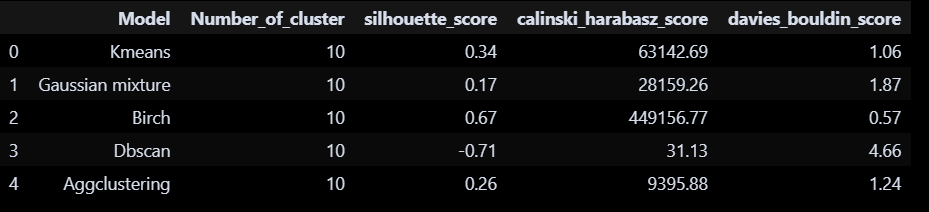 Model Number_of_cluster silhouette_score calinski_harabasz_score davies_bouldin_score
0 Kmeans 10 0.34 63142.69 1.06
1 Gaussian mixture 10 0.17 28159.26 1.87
2 Birch 10 0.67 449156.77 0.57
3 Dbscan 10 -0.71 31.13 4.66
4 Aggclustering 10 0.26 9395.88 1.24